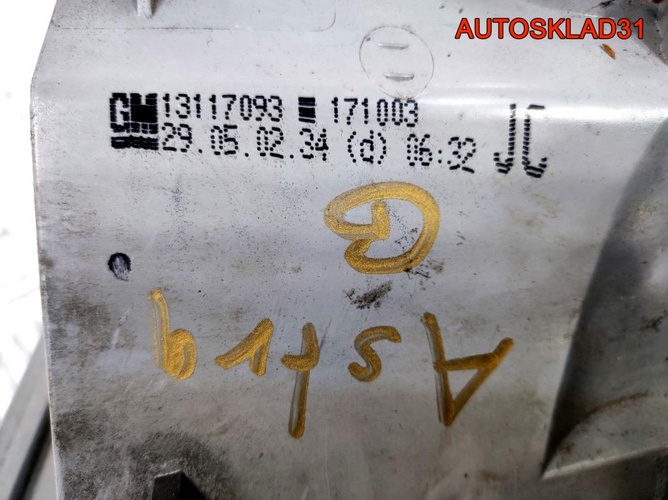 AUTOSKLAD31
GM 13117093 171003
29.05.02.34 (d) 06:32 JC
Astra
B